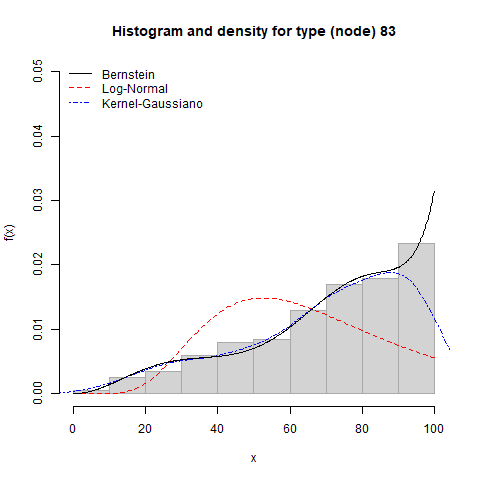 Histogram and density for type (node) 83
Bernstein
Log-Normal
Kernel-Gaussiano
f(x)
0.05
0.04
0.03
0.02
0.01
0.00
0 20 40 60 80 100
x